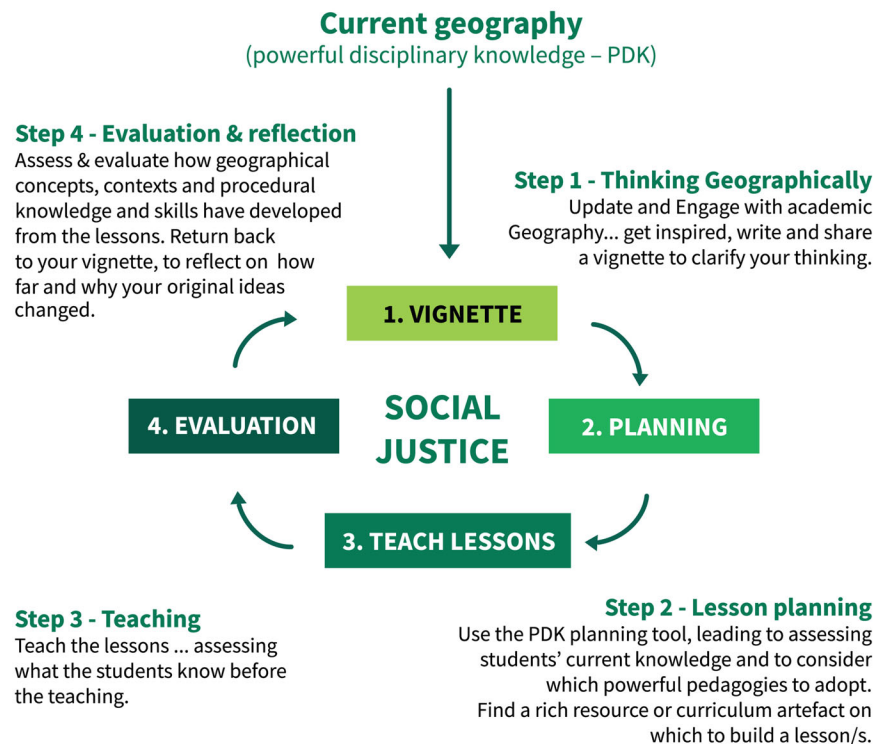 Current geography
(powerful disciplinary knowledge – PDK)
Step 4 - Evaluation & reflection
Assess & evaluate how geographical
concepts, contexts and procedural
knowledge and skills have developed
from the lessons. Return back
to your vignette, to reflect on how
far and why your original ideas
changed.
Step 1 - Thinking Geographically
Update and Engage with academic
Geography... get inspired, write and share
a vignette to clarify your thinking.
1. VIGNETTE
4. EVALUATION
SOCIAL
JUSTICE
2. PLANNING
3. TEACH LESSONS
Step 3 - Teaching
Teach the lessons ... assessing
what the students know before
the teaching.
Step 2 - Lesson planning
Use the PDK planning tool, leading to assessing
students’ current knowledge and to consider
which powerful pedagogies to adopt.
Find a rich resource or curriculum artefact on
which to build a lesson/s.